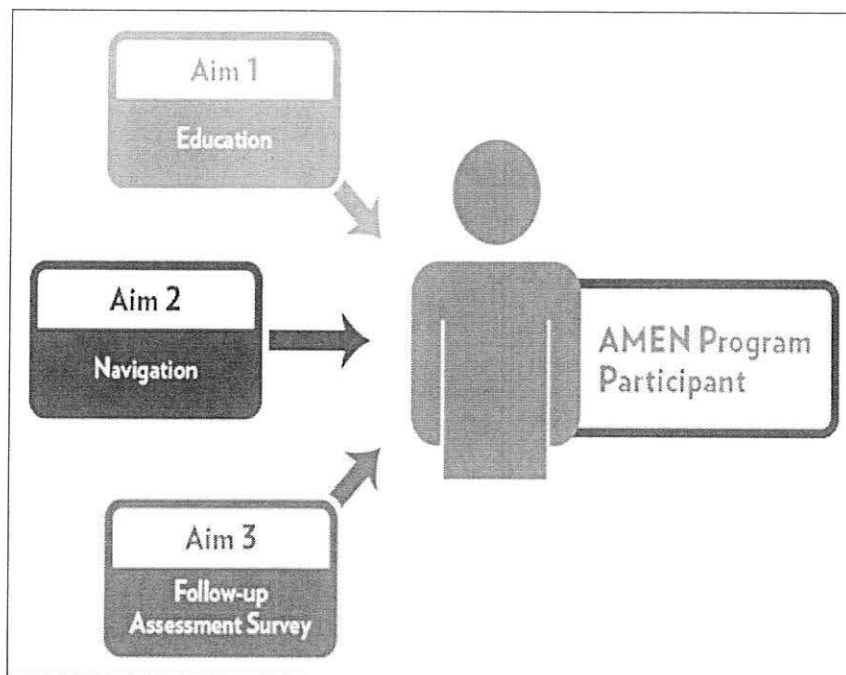 Aim 1
Education
Aim 2
Navigation
Aim 3
Follow-up
Assessment Survey
AMEN Program
Participant